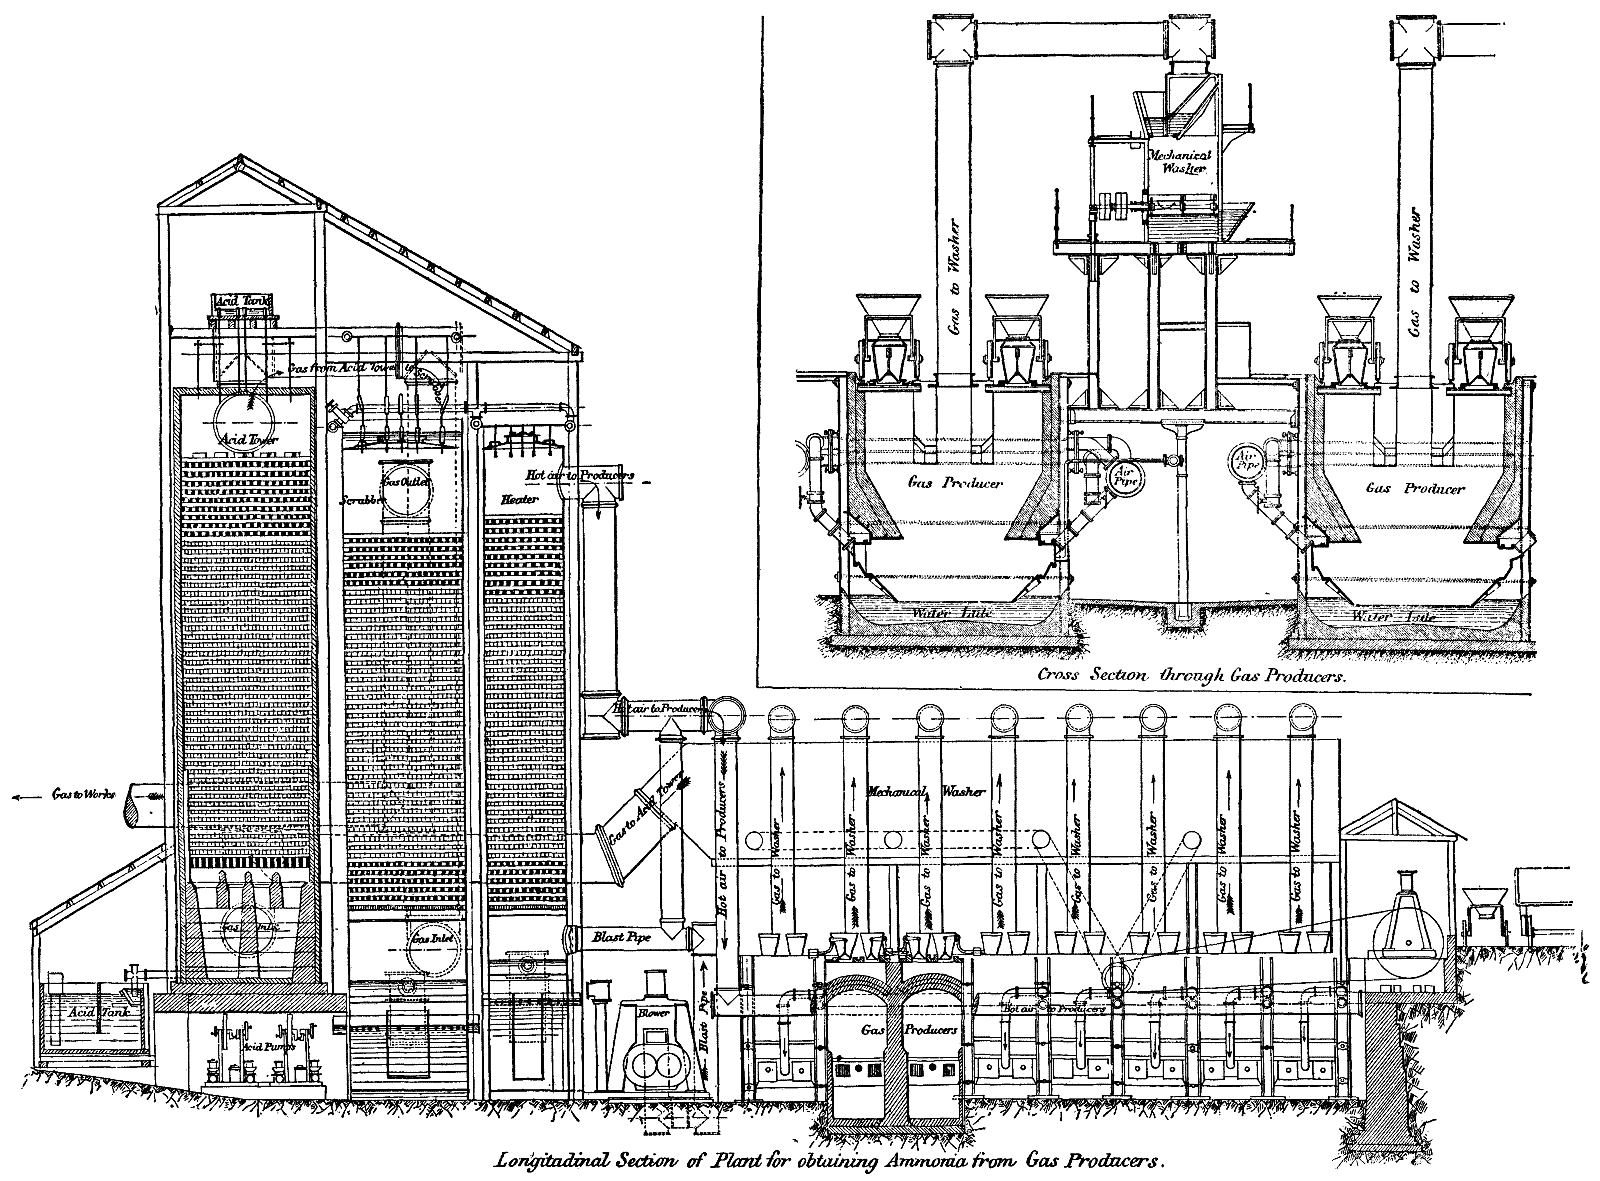 Mechanical
Washer
Gas to Washer
Gas to Washer
Acid Tank
Gas from Acid Tower to Scrubber
Acid Tower
Gas Outlet
Scrubber
Hot air to Producers
Heater
Air
Pipe
Air
Pipe
Gas Producer
Gas Producer
Water Lute
Water Lute
Cross Section through Gas Producers.
Hot air to Producers
Gas to Works
Gas to Acid Tower
Hot air to Producers
Mechanical Washer
Gas to Washer
Gas to Washer
Gas to Washer
Gas to Washer
Gas to Washer
Gas to Washer
Gas to Washer
Gas to Washer
Gas Inlet
Gas Inlet
Blast Pipe
Acid Tank
Acid Pumps
Blower
Blast Pipe
Gas Producers
Hot air to Producers
Longitudinal Section of Plant for obtaining Ammonia from Gas Producers.